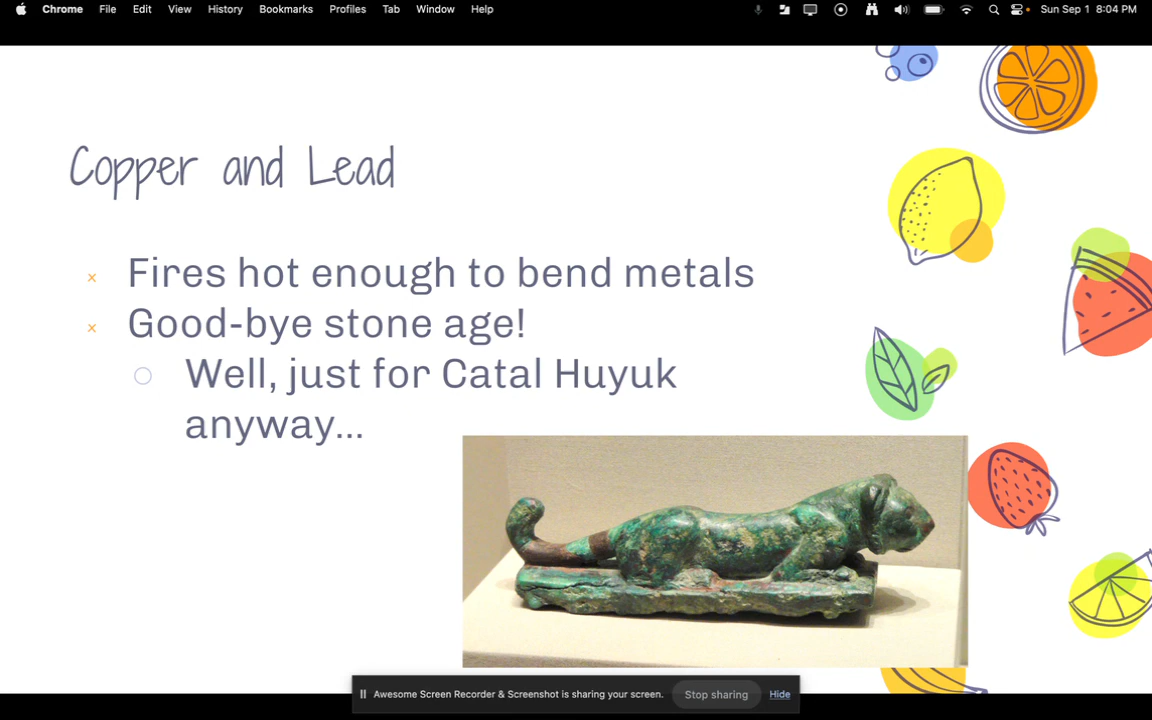 Chrome File Edit View History Bookmarks Profiles Tab Window Help Sun Sep 1 8:04 PM
Copper and Lead
× Fires hot enough to bend metals
× Good-bye stone age!
○ Well, just for Catal Huyuk
anyway...
Awesome Screen Recorder & Screenshot is sharing your screen. Stop sharing Hide